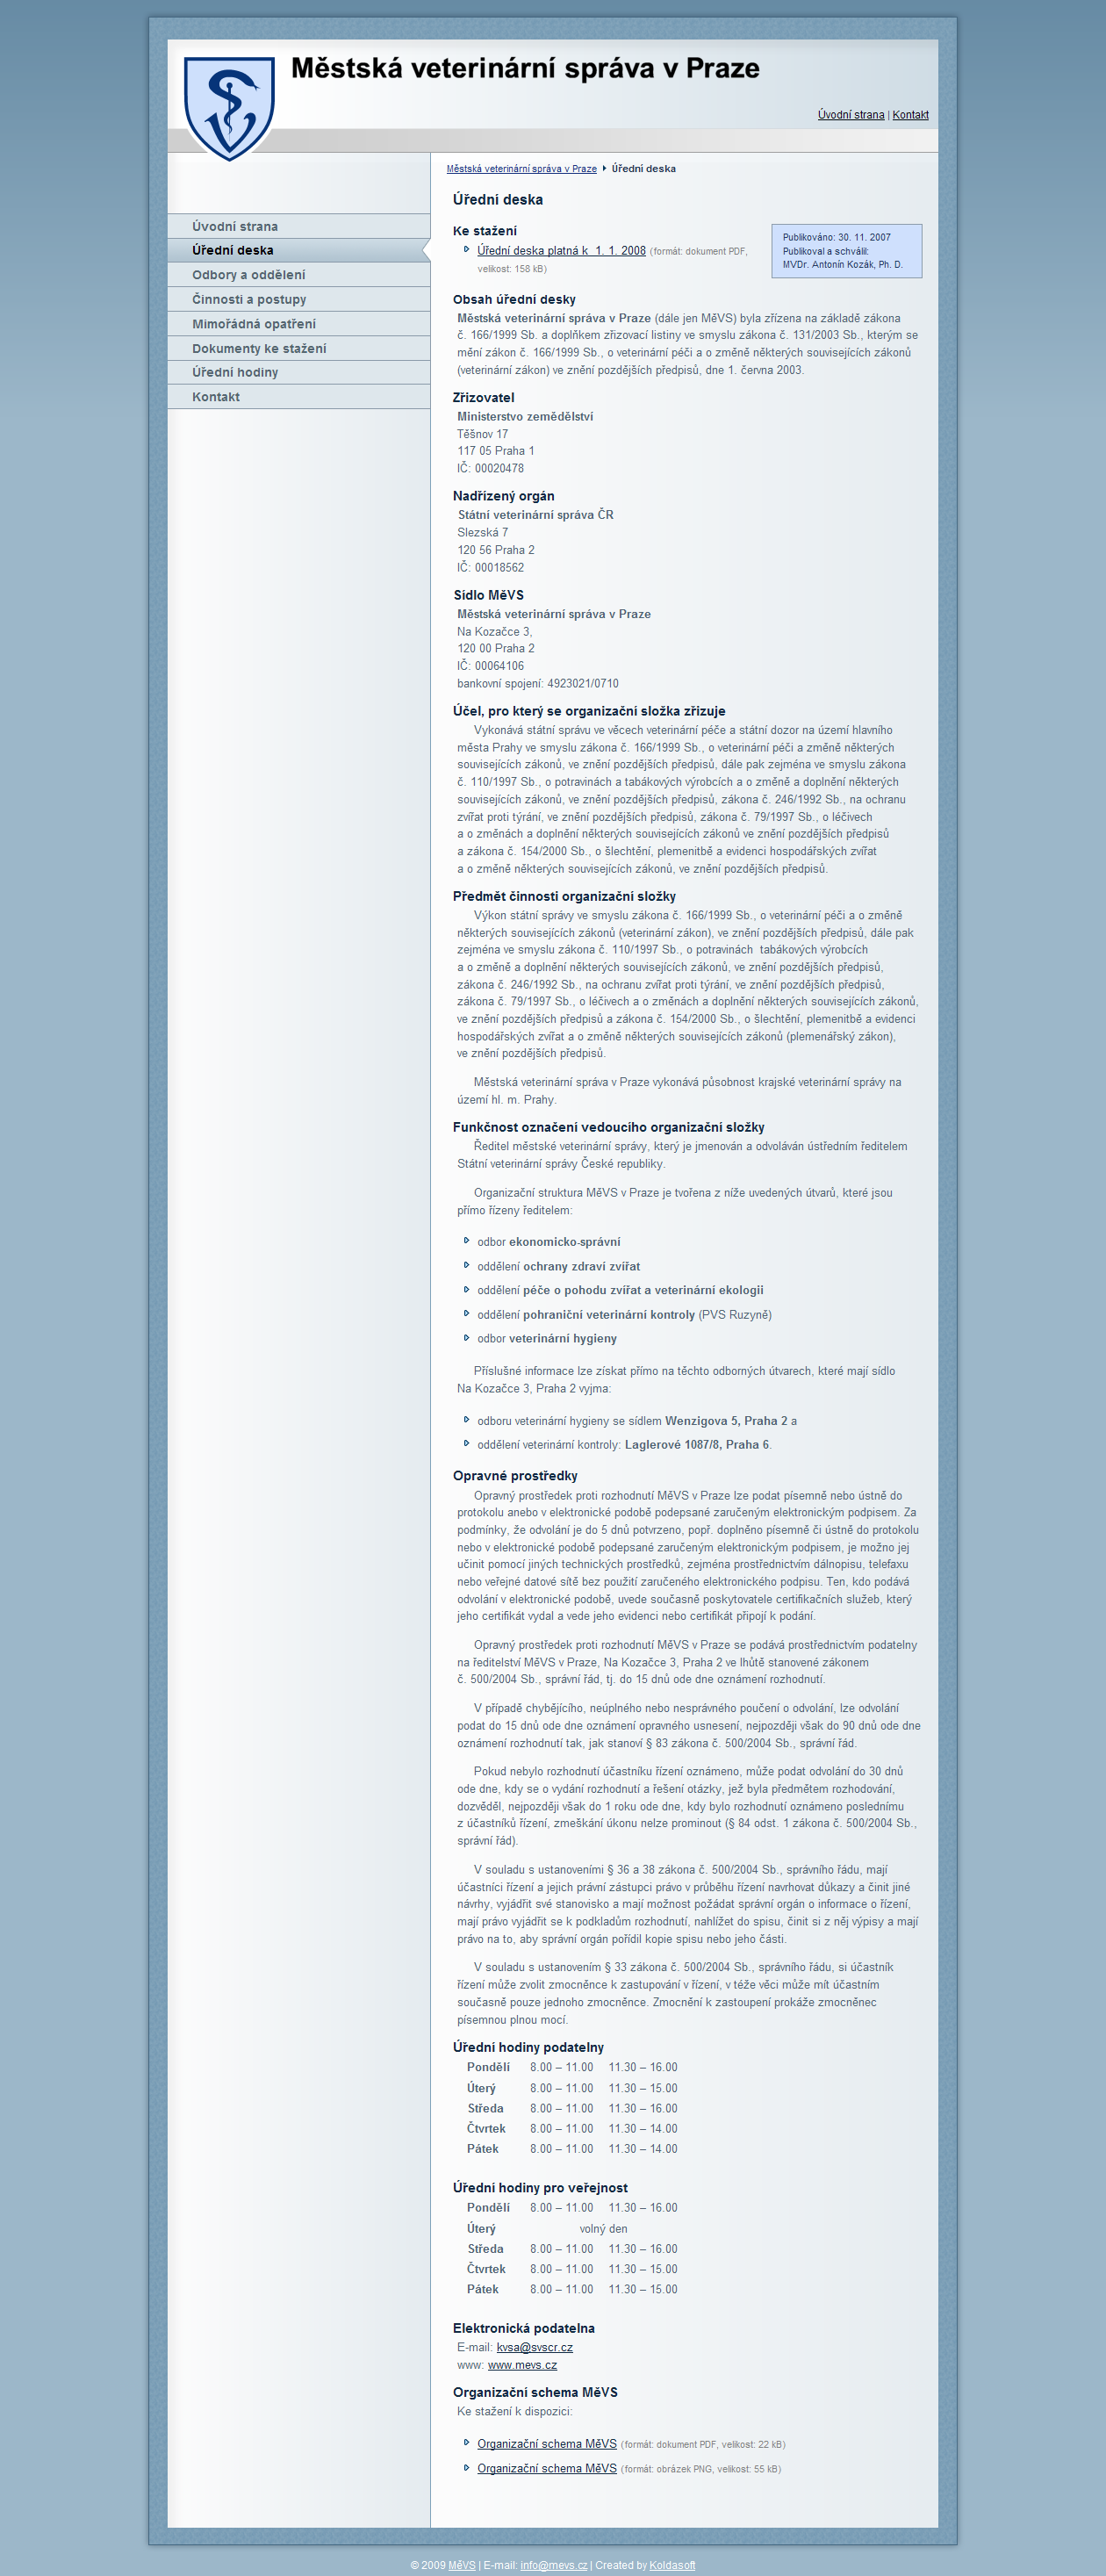 Městská veterinární správa v Praze
Úvodní strana | Kontakt
Městská veterinární správa v Praze Úřední deska
Úvodní strana
Úřední deska
Odbory a oddělení
Činnosti a postupy
Mimořádná opatření
Dokumenty ke stažení
Úřední hodiny
Kontakt
Úřední deska
Publikováno: 30. 11. 2007
Publikoval a schválil:
MVDr. Antonín Kozák, Ph. D.
Ke stažení
Úřední deska platná k 1. 1. 2008 (formát: dokument PDF,
velikost: 158 kB)
Obsah úřední desky
Městská veterinární správa v Praze (dále jen MěVS) byla zřízena na základě zákona
č. 166/1999 Sb. a doplňkem zřizovací listiny ve smyslu zákona č. 131/2003 Sb., kterým se
mění zákon č. 166/1999 Sb., o veterinární péči a o změně některých souvisejících zákonů
(veterinární zákon) ve znění pozdějších předpisů, dne 1. června 2003.
Zřizovatel
Ministerstvo zemědělství
Těšnov 17
117 05 Praha 1
IČ: 00020478
Nadřízený orgán
Státní veterinární správa ČR
Slezská 7
120 56 Praha 2
IČ: 00018562
Sídlo MěVS
Městská veterinární správa v Praze
Na Kozačce 3,
120 00 Praha 2
IČ: 00064106
bankovní spojení: 4923021/0710
Účel, pro který se organizační složka zřizuje
Vykonává státní správu ve věcech veterinární péče a státní dozor na území hlavního
města Prahy ve smyslu zákona č. 166/1999 Sb., o veterinární péči a změně některých
souvisejících zákonů, ve znění pozdějších předpisů, dále pak zejména ve smyslu zákona
č. 110/1997 Sb., o potravinách a tabákových výrobcích a o změně a doplnění některých
souvisejících zákonů, ve znění pozdějších předpisů, zákona č. 246/1992 Sb., na ochranu
zvířat proti týrání, ve znění pozdějších předpisů, zákona č. 79/1997 Sb., o léčivech
a o změnách a doplnění některých souvisejících zákonů ve znění pozdějších předpisů
a zákona č. 154/2000 Sb., o šlechtění, plemenitbě a evidenci hospodářských zvířat
a o změně některých souvisejících zákonů, ve znění pozdějších předpisů.
Předmět činnosti organizační složky
Výkon státní správy ve smyslu zákona č. 166/1999 Sb., o veterinární péči a o změně
některých souvisejících zákonů (veterinární zákon), ve znění pozdějších předpisů, dále pak
zejména ve smyslu zákona č. 110/1997 Sb., o potravinách tabákových výrobcích
a o změně a doplnění některých souvisejících zákonů, ve znění pozdějších předpisů,
zákona č. 246/1992 Sb., na ochranu zvířat proti týrání, ve znění pozdějších předpisů,
zákona č. 79/1997 Sb., o léčivech a o změnách a doplnění některých souvisejících zákonů,
ve znění pozdějších předpisů a zákona č. 154/2000 Sb., o šlechtění, plemenitbě a evidenci
hospodářských zvířat a o změně některých souvisejících zákonů (plemenářský zákon),
ve znění pozdějších předpisů.
Městská veterinární správa v Praze vykonává působnost krajské veterinární správy na
území hl. m. Prahy.
Funkčnost označení vedoucího organizační složky
Ředitel městské veterinární správy, který je jmenován a odvoláván ústředním ředitelem
Státní veterinární správy České republiky.
Organizační struktura MěVS v Praze je tvořena z níže uvedených útvarů, které jsou
přímo řízeny ředitelem:
odbor ekonomicko-správní
oddělení ochrany zdraví zvířat
oddělení péče o pohodu zvířat a veterinární ekologii
oddělení pohraniční veterinární kontroly (PVS Ruzyně)
odbor veterinární hygieny
Příslušné informace lze získat přímo na těchto odborných útvarech, které mají sídlo
Na Kozačce 3, Praha 2 vyjma:
odboru veterinární hygieny se sídlem Wenzigova 5, Praha 2 a
oddělení veterinární kontroly: Laglerové 1087/8, Praha 6.
Opravné prostředky
Opravný prostředek proti rozhodnutí MěVS v Praze lze podat písemně nebo ústně do
protokolu anebo v elektronické podobě podepsané zaručeným elektronickým podpisem. Za
podmínky, že odvolání je do 5 dnů potvrzeno, popř. doplněno písemně či ústně do protokolu
nebo v elektronické podobě podepsané zaručeným elektronickým podpisem, je možno jej
učinit pomocí jiných technických prostředků, zejména prostřednictvím dálnopisu, telefaxu
nebo veřejné datové sítě bez použití zaručeného elektronického podpisu. Ten, kdo podává
odvolání v elektronické podobě, uvede současně poskytovatele certifikačních služeb, který
jeho certifikát vydal a vede jeho evidenci nebo certifikát připojí k podání.
Opravný prostředek proti rozhodnutí MěVS v Praze se podává prostřednictvím podatelny
na ředitelství MěVS v Praze, Na Kozačce 3, Praha 2 ve lhůtě stanovené zákonem
č. 500/2004 Sb., správní řád, tj. do 15 dnů ode dne oznámení rozhodnutí.
V případě chybějícího, neúplného nebo nesprávného poučení o odvolání, lze odvolání
podat do 15 dnů ode dne oznámení opravného usnesení, nejpozději však do 90 dnů ode dne
oznámení rozhodnutí tak, jak stanoví § 83 zákona č. 500/2004 Sb., správní řád.
Pokud nebylo rozhodnutí účastníku řízení oznámeno, může podat odvolání do 30 dnů
ode dne, kdy se o vydání rozhodnutí a řešení otázky, jež byla předmětem rozhodování,
dozvěděl, nejpozději však do 1 roku ode dne, kdy bylo rozhodnutí oznámeno poslednímu
z účastníků řízení, zmeškání úkonu nelze prominout (§ 84 odst. 1 zákona č. 500/2004 Sb.,
správní řád).
V souladu s ustanoveními § 36 a 38 zákona č. 500/2004 Sb., správního řádu, mají
účastníci řízení a jejich právní zástupci právo v průběhu řízení navrhovat důkazy a činit jiné
návrhy, vyjádřit své stanovisko a mají možnost požádat správní orgán o informace o řízení,
mají právo vyjádřit se k podkladům rozhodnutí, nahlížet do spisu, činit si z něj výpisy a mají
právo na to, aby správní orgán pořídil kopie spisu nebo jeho části.
V souladu s ustanovením § 33 zákona č. 500/2004 Sb., správního řádu, si účastník
řízení může zvolit zmocněnce k zastupování v řízení, v téže věci může mít účastním
současně pouze jednoho zmocněnce. Zmocnění k zastoupení prokáže zmocněnec
písemnou plnou mocí.
Úřední hodiny podatelny
Pondělí 8.00 – 11.00 11.30 – 16.00
Úterý 8.00 – 11.00 11.30 – 15.00
Středa 8.00 – 11.00 11.30 – 16.00
Čtvrtek 8.00 – 11.00 11.30 – 14.00
Pátek 8.00 – 11.00 11.30 – 14.00
Úřední hodiny pro veřejnost
Pondělí 8.00 – 11.00 11.30 – 16.00
Úterý volný den
Středa 8.00 – 11.00 11.30 – 16.00
Čtvrtek 8.00 – 11.00 11.30 – 15.00
Pátek 8.00 – 11.00 11.30 – 15.00
Elektronická podatelna
E-mail: kvsa@svscr.cz
www: www.mevs.cz
Organizační schema MěVS
Ke stažení k dispozici:
Organizační schema MěVS (formát: dokument PDF, velikost: 22 kB)
Organizační schema MěVS (formát: obrázek PNG, velikost: 55 kB)
© 2009 MěVS | E-mail: info@mevs.cz | Created by Koldasoft